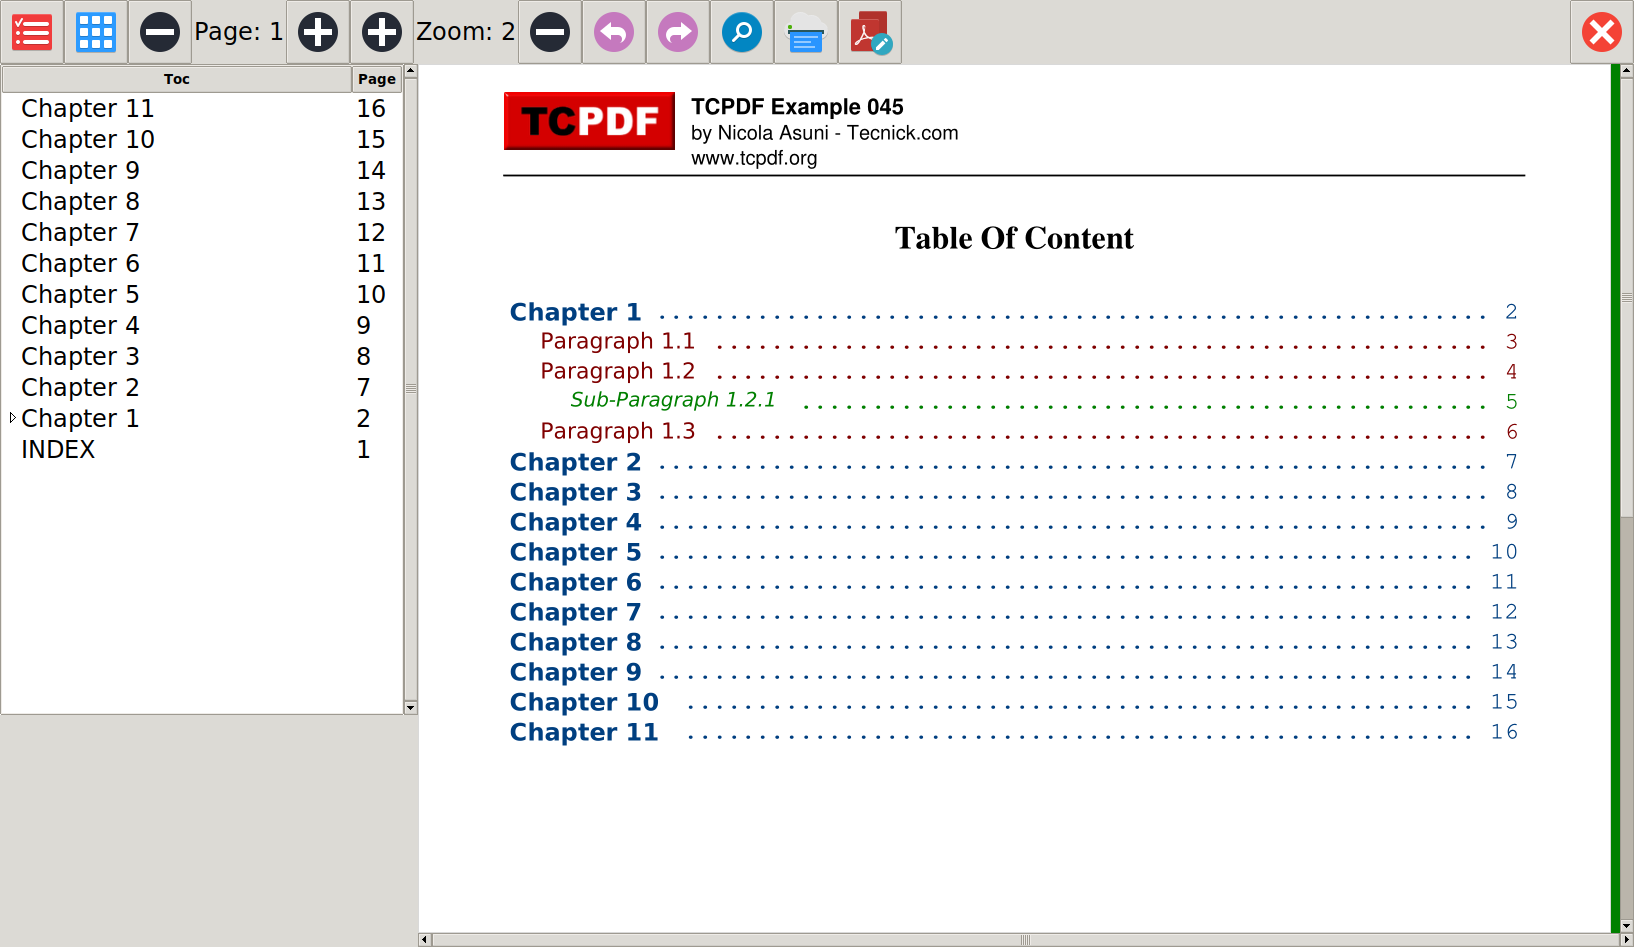 Page: 1 Zoom: 2
Toc Page
Chapter 11 16
Chapter 10 15
Chapter 9 14
Chapter 8 13
Chapter 7 12
Chapter 6 11
Chapter 5 10
Chapter 4 9
Chapter 3 8
Chapter 2 7
Chapter 1 2
INDEX 1
TCPDF
TCPDF Example 045
by Nicola Asuni - Tecnick.com
www.tcpdf.org
Table Of Content
Chapter 1 . . . . . . . . . . . . . . . . . . . . 2
Paragraph 1.1 . . . . . . . . . . . . . . . . . . . . 3
Paragraph 1.2 . . . . . . . . . . . . . . . . . . . . 4
Sub-Paragraph 1.2.1 . . . . . . . . . . . . . . . . . . . . 5
Paragraph 1.3 . . . . . . . . . . . . . . . . . . . . 6
Chapter 2 . . . . . . . . . . . . . . . . . . . . 7
Chapter 3 . . . . . . . . . . . . . . . . . . . . 8
Chapter 4 . . . . . . . . . . . . . . . . . . . . 9
Chapter 5 . . . . . . . . . . . . . . . . . . . . 10
Chapter 6 . . . . . . . . . . . . . . . . . . . . 11
Chapter 7 . . . . . . . . . . . . . . . . . . . . 12
Chapter 8 . . . . . . . . . . . . . . . . . . . . 13
Chapter 9 . . . . . . . . . . . . . . . . . . . . 14
Chapter 10 . . . . . . . . . . . . . . . . . . . . 15
Chapter 11 . . . . . . . . . . . . . . . . . . . . 16